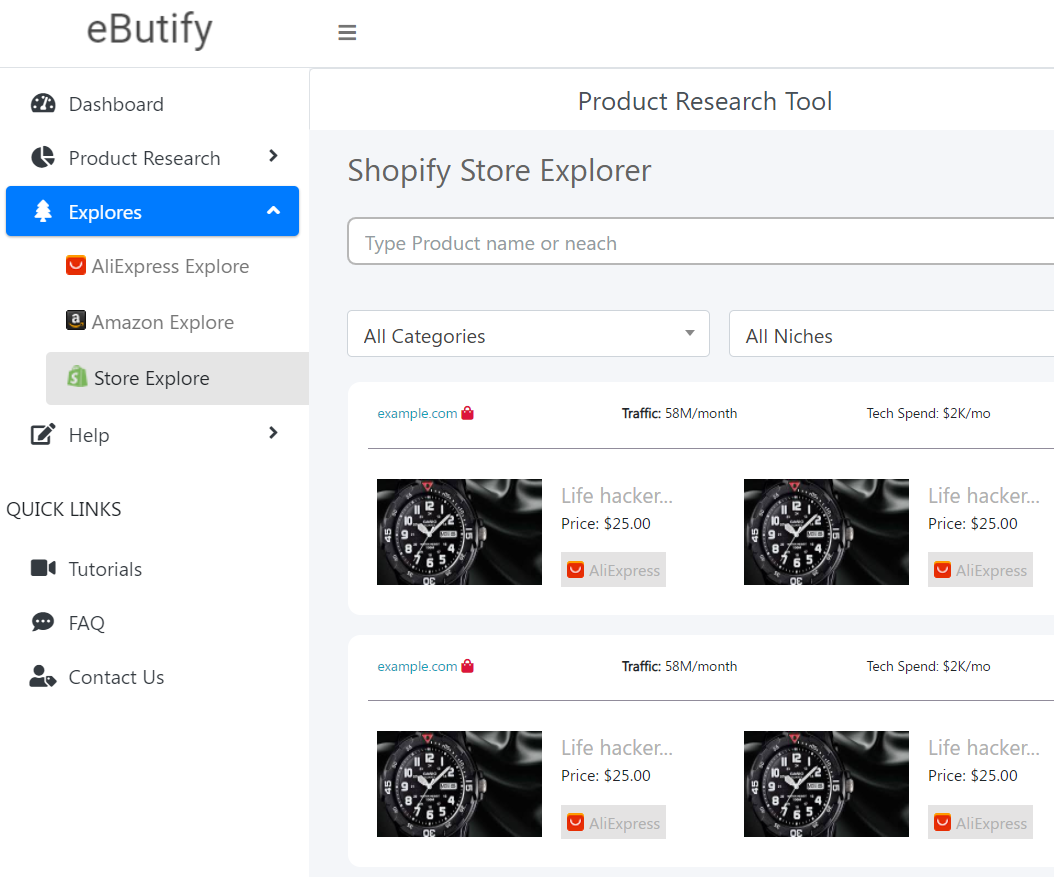 eButify
Dashboard
Product Research
Explores
AliExpress Explore
Amazon Explore
Store Explore
Help
QUICK LINKS
Tutorials
FAQ
Contact Us
Product Research Tool
Shopify Store Explorer
Type Product name or neach
All Categories
All Niches
example.com Traffic: 58M/month Tech Spend: $2K/mo
Life hacker... Life hacker...
Price: $25.00 Price: $25.00
AliExpress AliExpress
example.com Traffic: 58M/month Tech Spend: $2K/mo
Life hacker... Life hacker...
Price: $25.00 Price: $25.00
AliExpress AliExpress